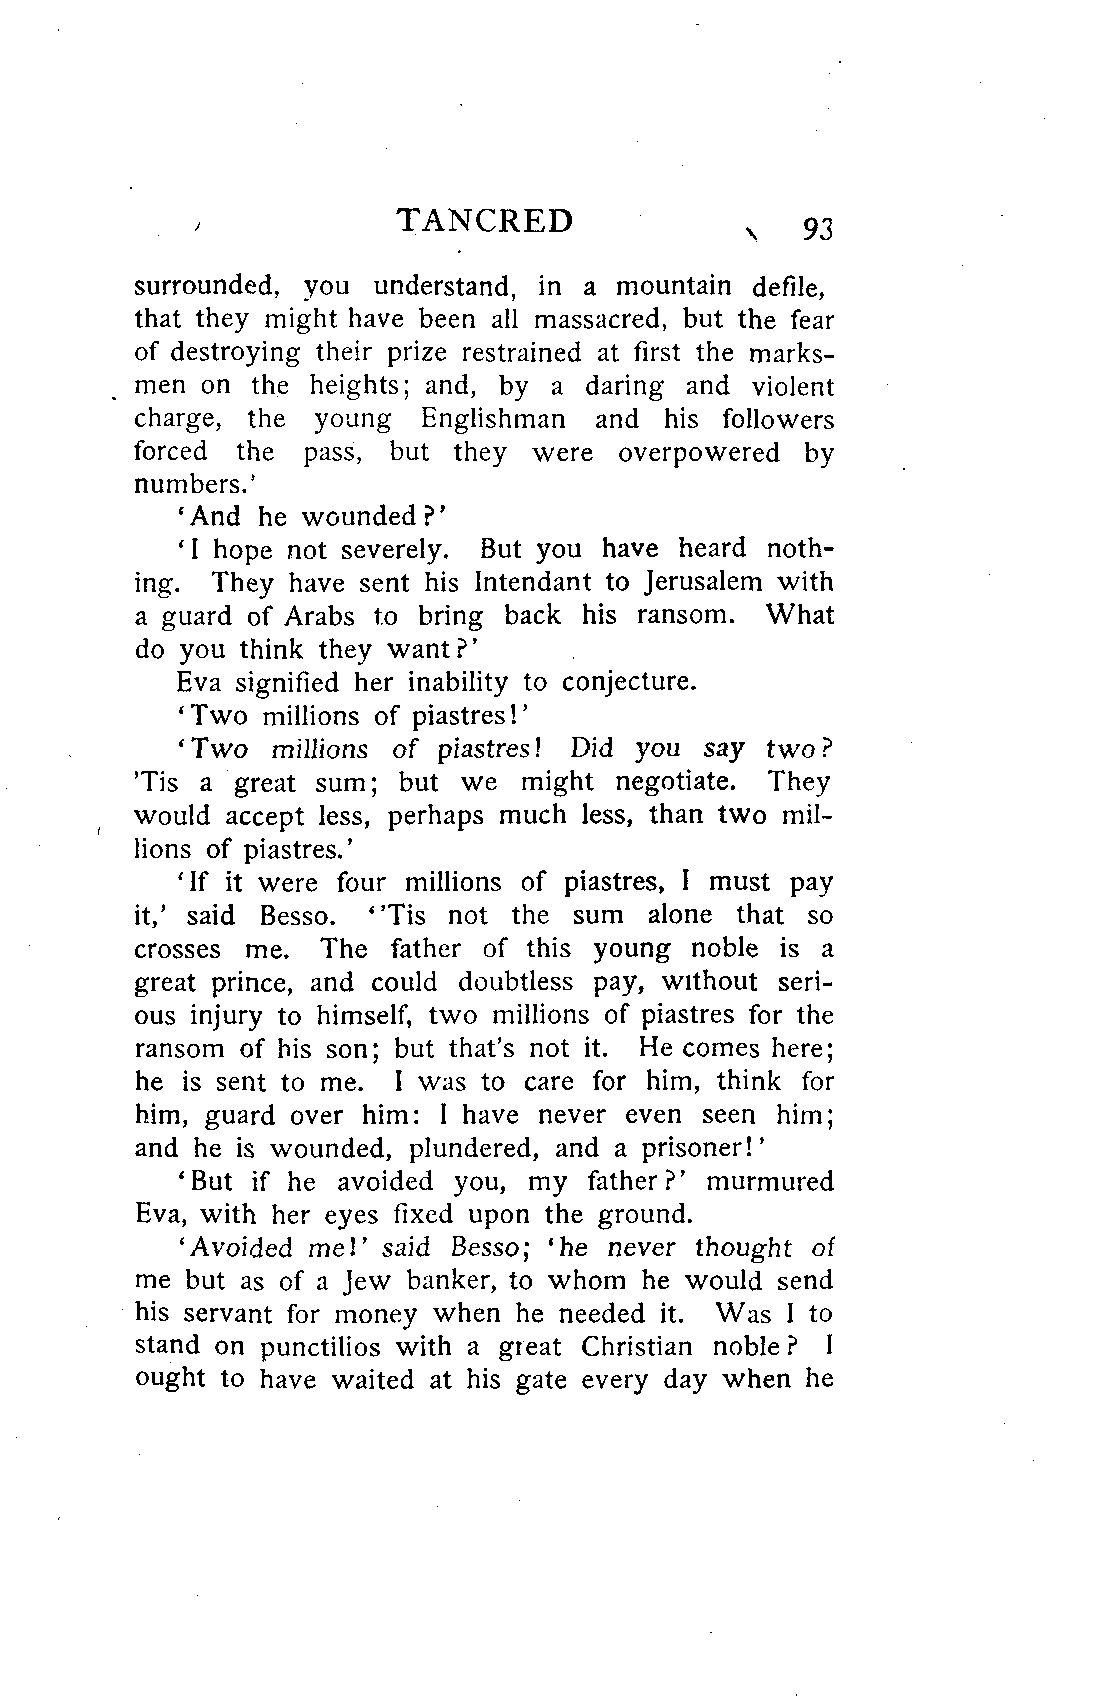 TANCRED 93
surrounded, you understand, in a mountain defile,
that they might have been all massacred, but the fear
of destroying their prize restrained at first the marks-
men on the heights; and, by a daring and violent
charge, the young Englishman and his followers
forced the pass, but they were overpowered by
numbers.'
'And he wounded?'
'I hope not severely. But you have heard noth-
ing. They have sent his Intendant to Jerusalem with
a guard of Arabs to bring back his ransom. What
do you think they want?'
Eva signified her inability to conjecture.
'Two millions of piastres!'
'Two millions of piastres! Did you say two?
'Tis a great sum; but we might negotiate. They
would accept less, perhaps much less, than two mil-
lions of piastres.'
'If it were four millions of piastres, I must pay
it,' said Besso. ''Tis not the sum alone that so
crosses me. The father of this young noble is a
great prince, and could doubtless pay, without seri-
ous injury to himself, two millions of piastres for the
ransom of his son; but that's not it. He comes here;
he is sent to me. I was to care for him, think for
him, guard over him: I have never even seen him;
and he is wounded, plundered, and a prisoner!'
'But if he avoided you, my father?' murmured
Eva, with her eyes fixed upon the ground.
'Avoided me!' said Besso; 'he never thought of
me but as of a Jew banker, to whom he would send
his servant for money when he needed it. Was I to
stand on punctilios with a great Christian noble? I
ought to have waited at his gate every day when he